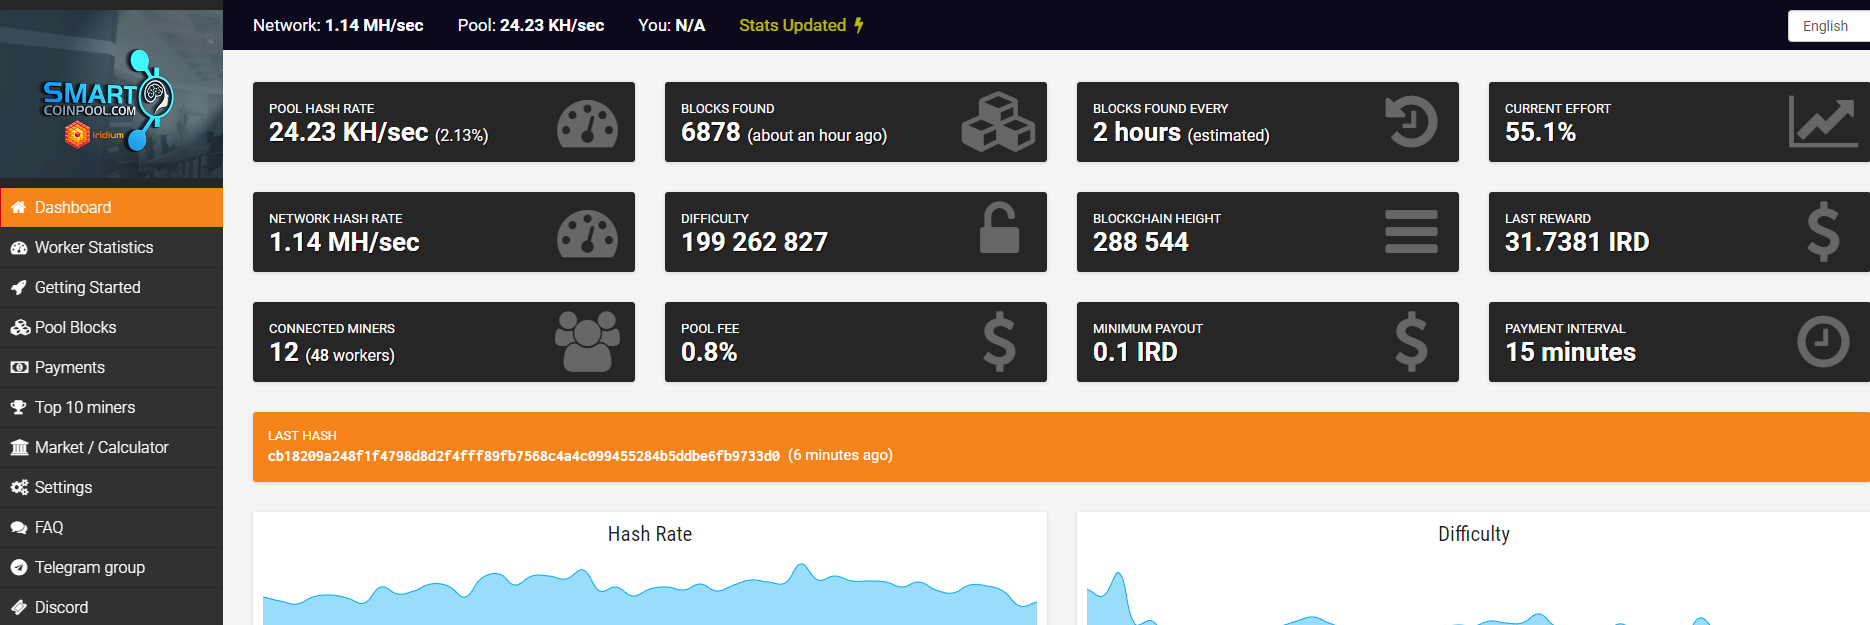 Network: 1.14 MH/sec Pool: 24.23 KH/sec You: N/A Stats Updated English
SMART
COINPOOL.COM
Iridium
Dashboard
Worker Statistics
Getting Started
Pool Blocks
Payments
Top 10 miners
Market / Calculator
Settings
FAQ
Telegram group
Discord
POOL HASH RATE
24.23 KH/sec (2.13%)
BLOCKS FOUND
6878 (about an hour ago)
BLOCKS FOUND EVERY
2 hours (estimated)
CURRENT EFFORT
55.1%
NETWORK HASH RATE
1.14 MH/sec
DIFFICULTY
199 262 827
BLOCKCHAIN HEIGHT
288 544
LAST REWARD
31.7381 IRD
CONNECTED MINERS
12 (48 workers)
POOL FEE
0.8%
MINIMUM PAYOUT
0.1 IRD
PAYMENT INTERVAL
15 minutes
LAST HASH
cb18209a248f1f4798d8d2f4fff89fb7568c4a4c099455284b5ddbe6fb9733d0 (6 minutes ago)
Hash Rate
Difficulty